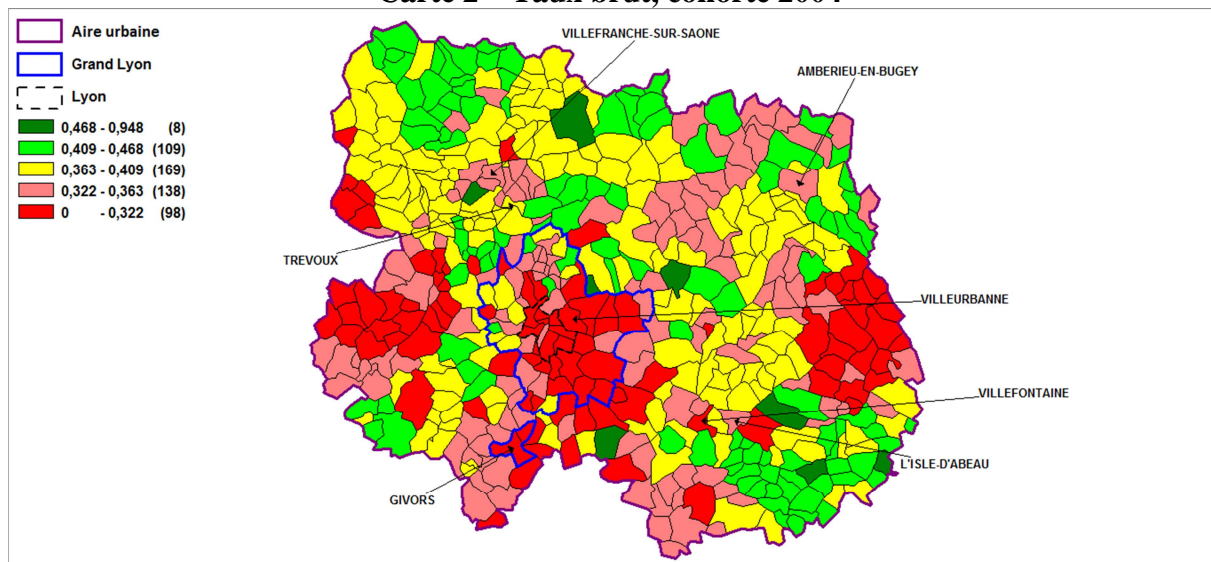 Aire urbaine
Grand Lyon
Lyon
0,468 - 0,948 (8)
0,409 - 0,468 (109)
0,363 - 0,409 (169)
0,322 - 0,363 (138)
0 - 0,322 (98)
VILLEFRANCHE-SUR-SAONE
AMBERIEU-EN-BUGEY
TREVOUX
VILLEURBANNE
VILLEFONTAINE
L'ISLE-D'ABEAU
GIVORS